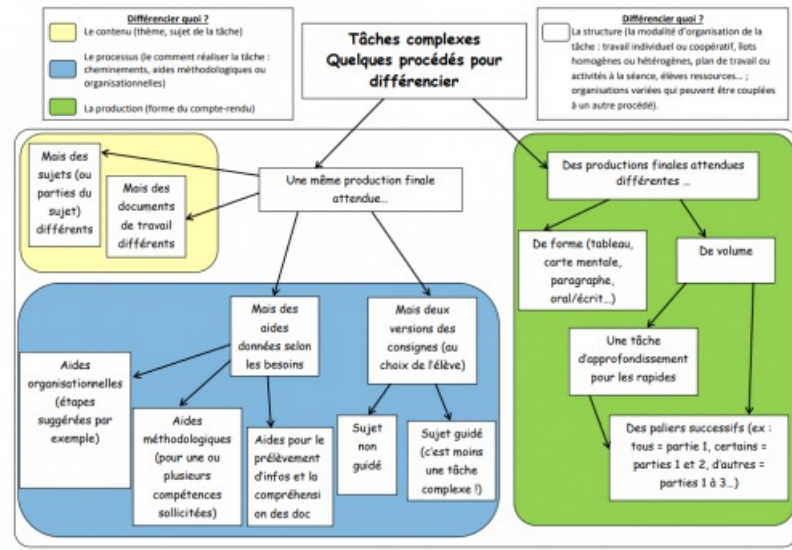 Différencier quoi ?
Le contenu (thème, sujet de la tâche)
Le processus (le comment réaliser la tâche :
cheminements, aides méthodologiques ou
organisationnelles)
La production (forme du compte-rendu)
Tâches complexes
Quelques procédés pour
différencier
Différencier quoi ?
La structure (la modalité d'organisation de la
tâche : travail individuel ou coopératif, îlots
homogènes ou hétérogènes, plan de travail ou
activités à la séance, élèves ressources... ;
organisations variées qui peuvent être couplées
à un autre procédé).
Mais des
sujets (ou
parties du
sujet)
différents
Mais des
documents
de travail
différents
Une même production finale
attendue...
Des productions finales attendues
différentes ...
De forme (tableau,
carte mentale,
paragraphe,
oral/écrit...)
De volume
Mais des
aides
données selon
les besoins
Mais deux
versions des
consignes (au
choix de l'élève)
Une tâche
d'approfondissement
pour les rapides
Aides
organisationnelles
(étapes
suggérées par
exemple)
Aides
méthodologiques
(pour une ou
plusieurs
compétences
sollicitées)
Aides pour le
prélèvement
d'infos et la
compréhensi
on des doc
Sujet
non
guidé
Sujet guidé
(c'est moins
une tâche
complexe !)
Des paliers successifs (ex :
tous = partie 1, certains =
parties 1 et 2, d'autres =
parties 1 à 3...)